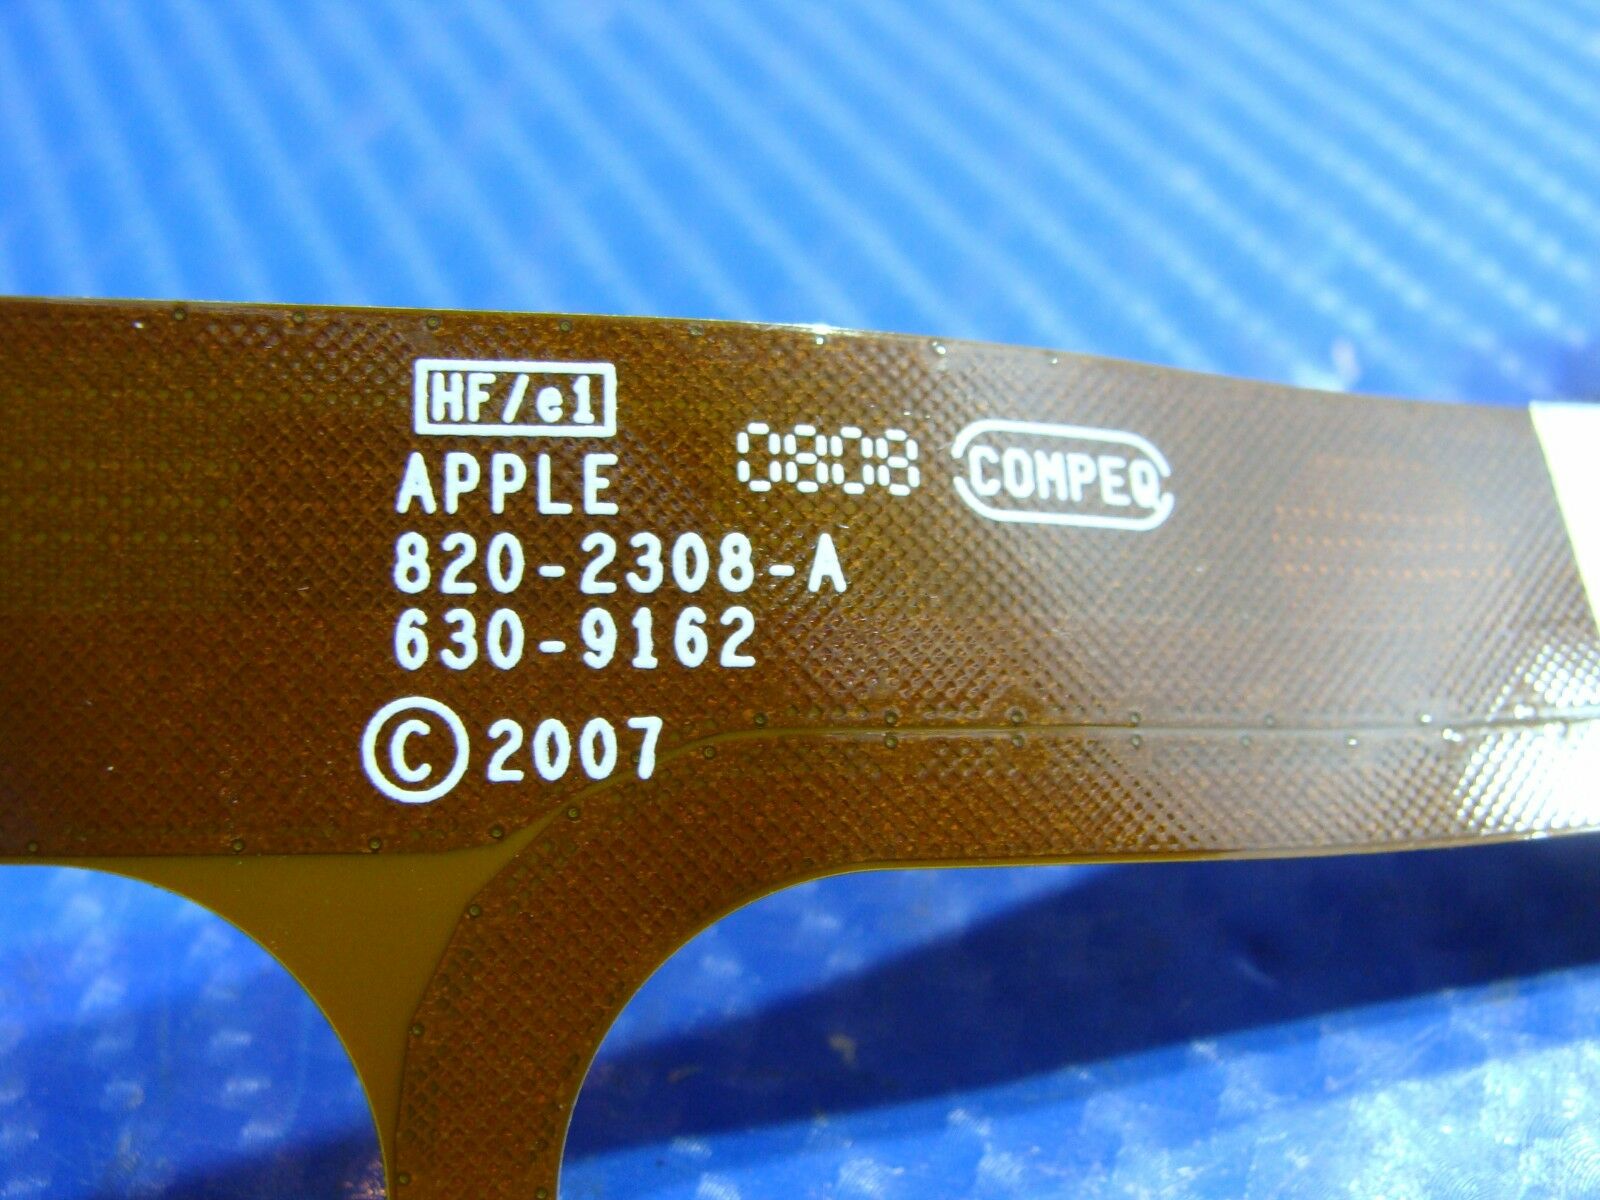 HF/e1
APPLE 0808 COMPEQ
820-2308-A
630-9162
© 2007